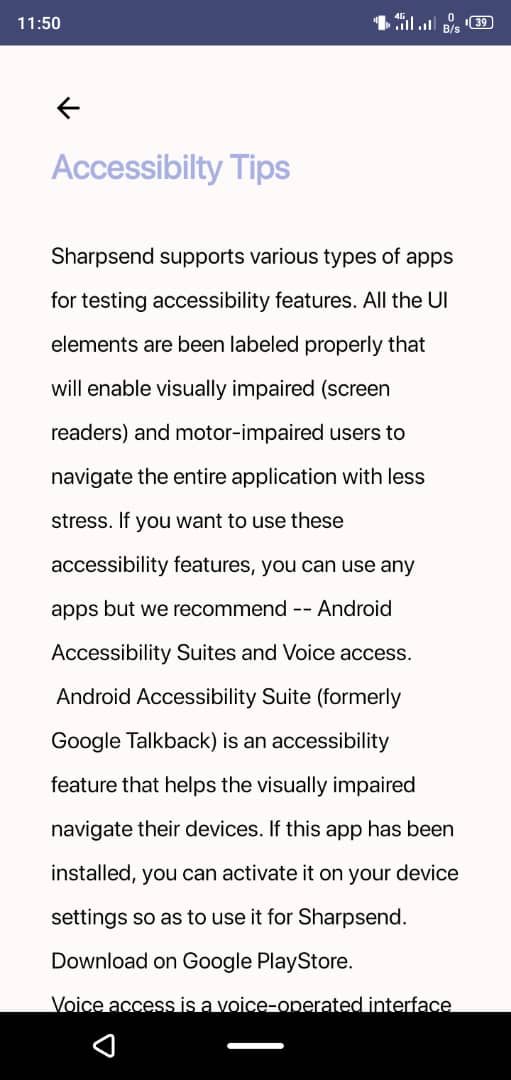 11:50
4G
0
B/s
39
Accessibilty Tips
Sharpsend supports various types of apps
for testing accessibility features. All the UI
elements are been labeled properly that
will enable visually impaired (screen
readers) and motor-impaired users to
navigate the entire application with less
stress. If you want to use these
accessibility features, you can use any
apps but we recommend -- Android
Accessibility Suites and Voice access.
Android Accessibility Suite (formerly
Google Talkback) is an accessibility
feature that helps the visually impaired
navigate their devices. If this app has been
installed, you can activate it on your device
settings so as to use it for Sharpsend.
Download on Google PlayStore.
Voice access is a voice-operated interface